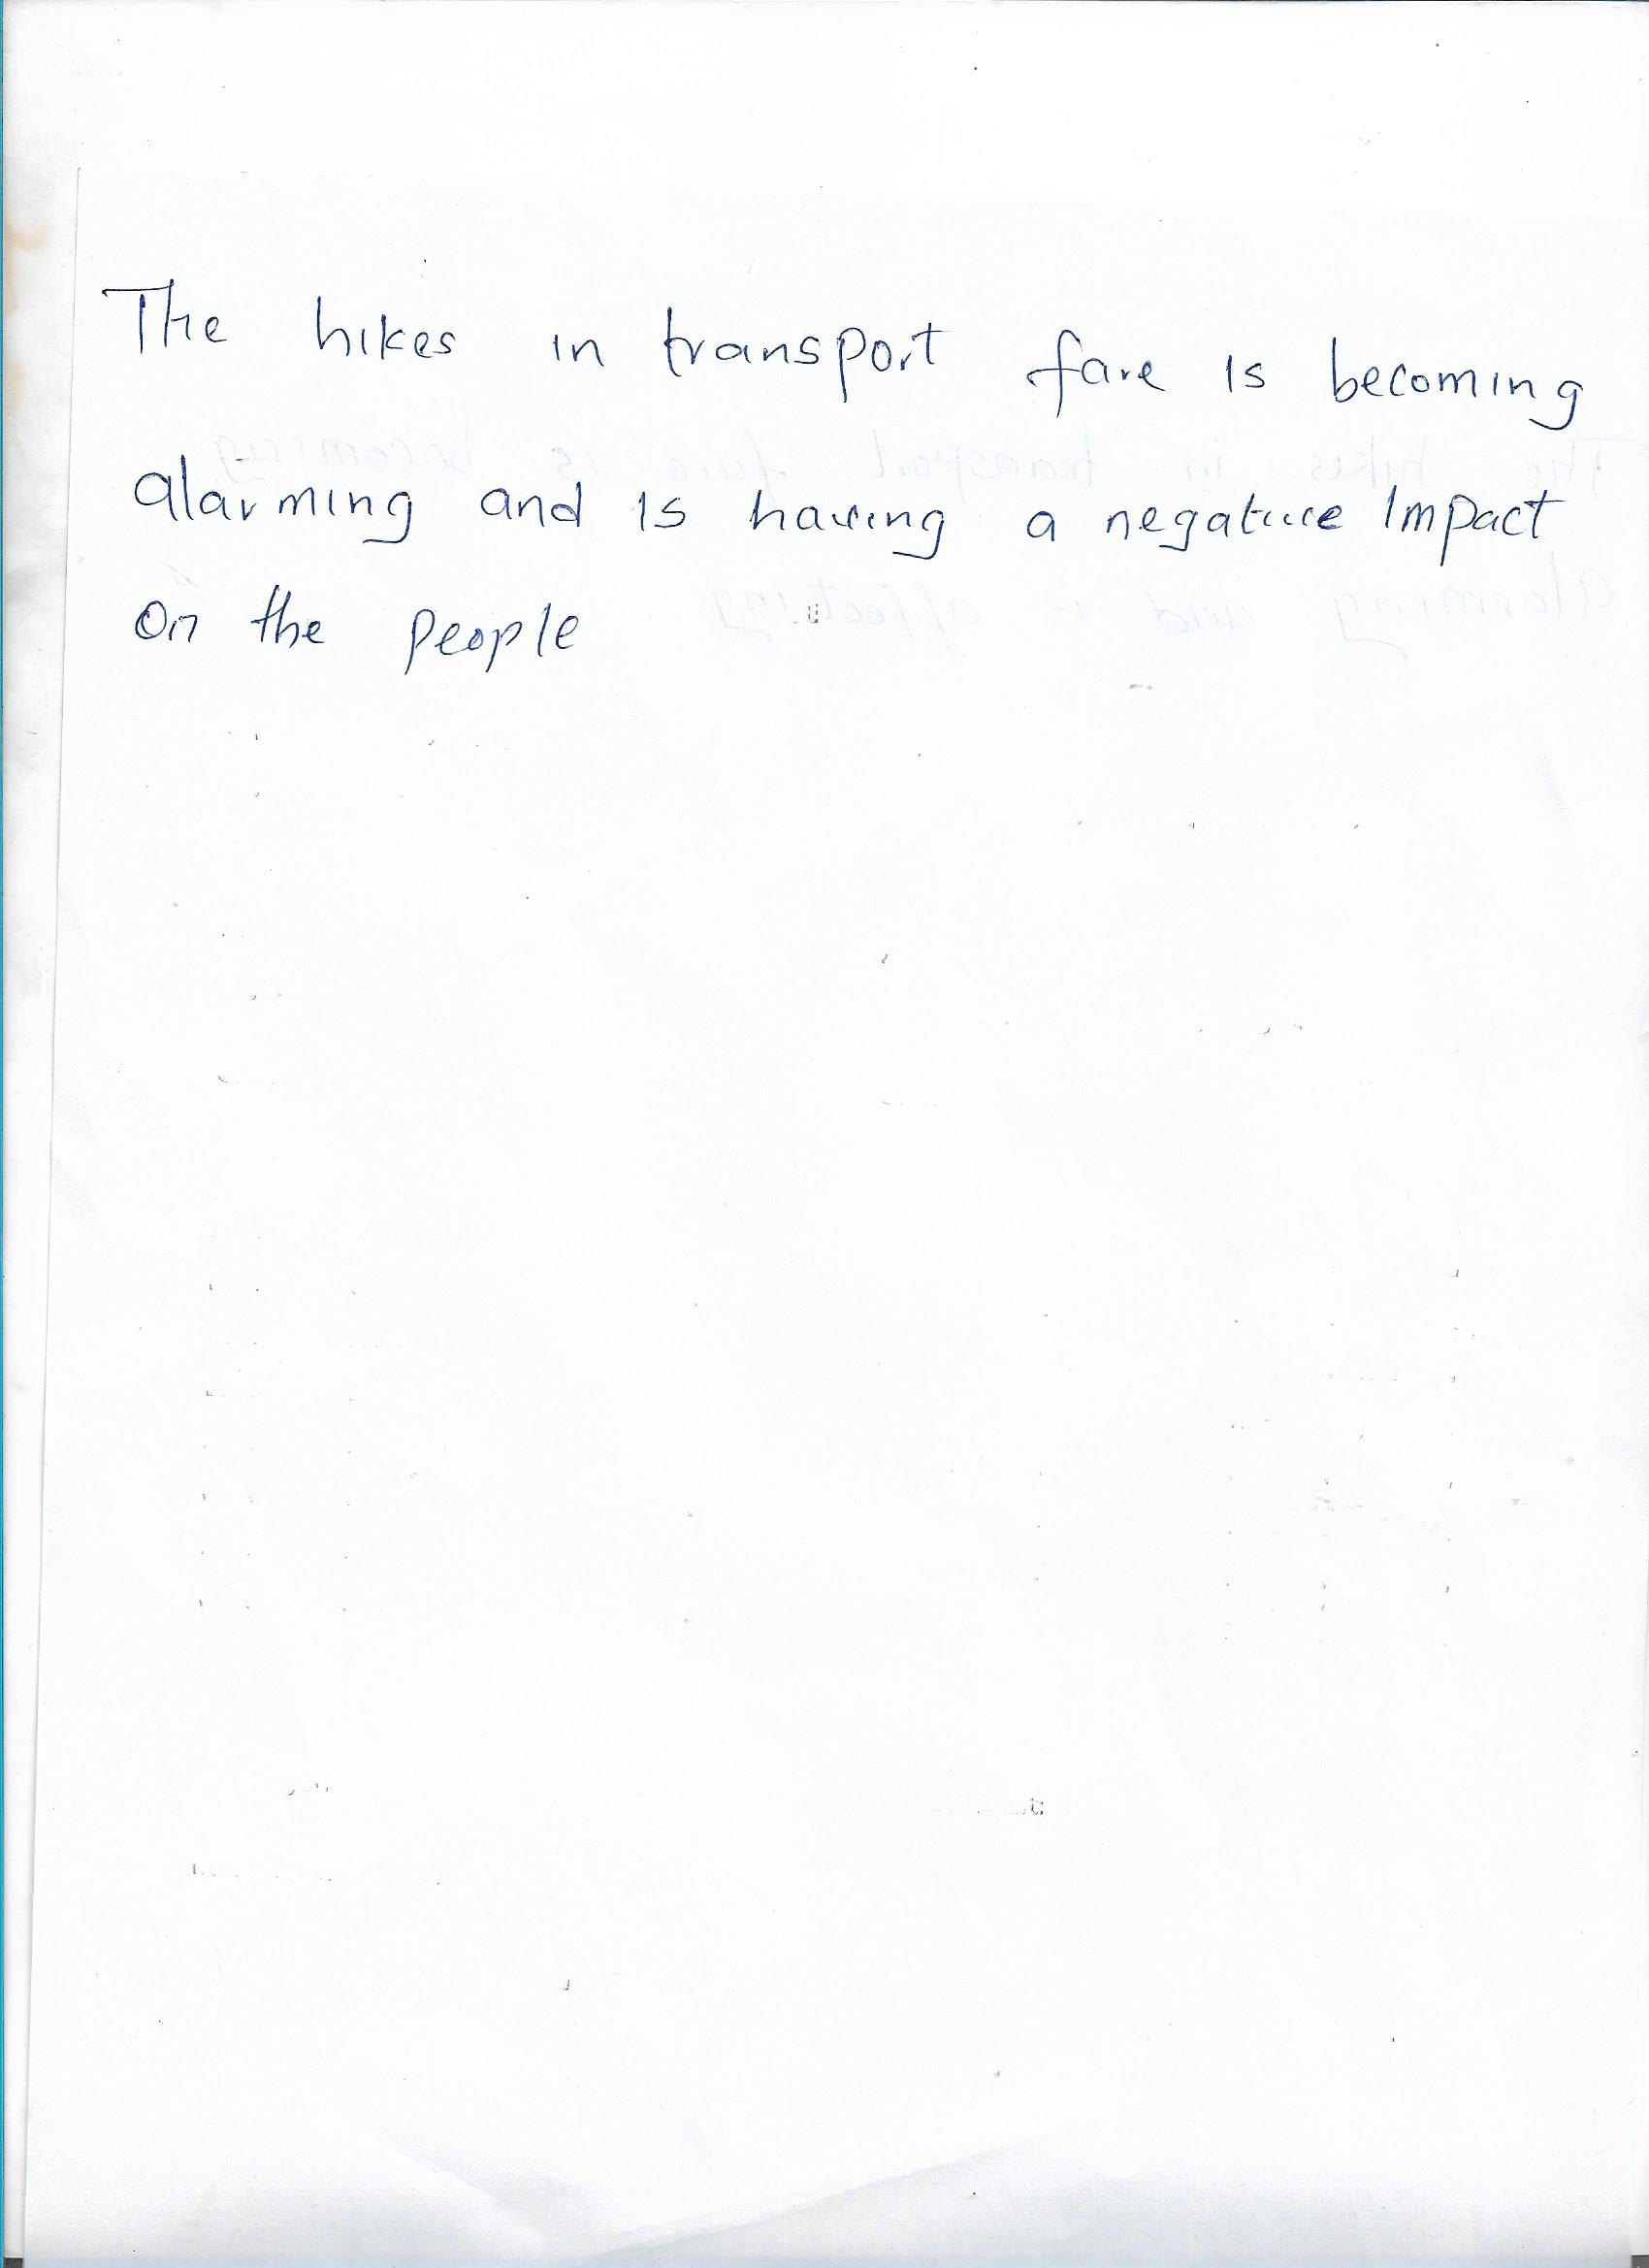 The hikes in transport fare is becoming
alarming and is having a negative Impact
on the people